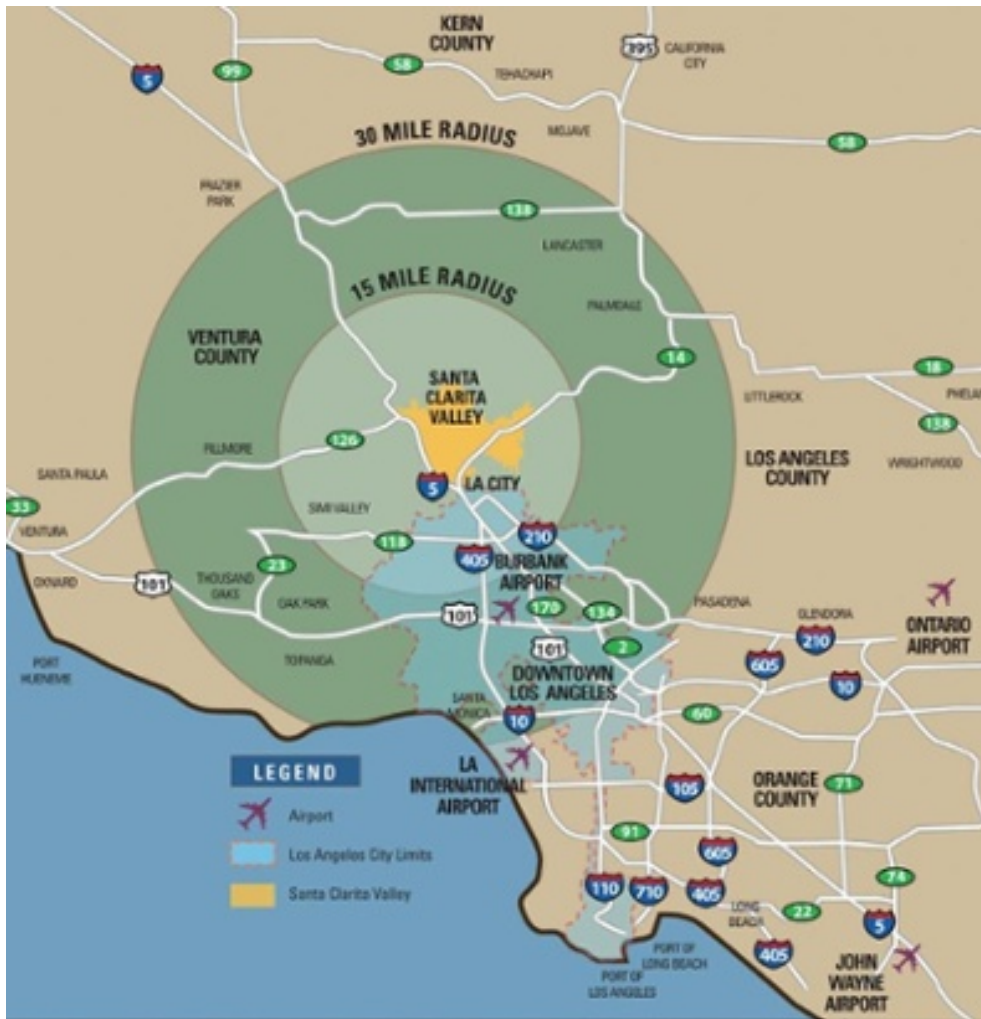 KERN
COUNTY
395
CALIFORNIA
CITY
5
99
58
TEHACHAPI
30 MILE RADIUS
MOJAVE
58
FRAZIER
PARK
138
LANCASTER
15 MILE RADIUS
PALMDALE
VENTURA
COUNTY
14
18
SANTA
CLARITA
VALLEY
LITTLEROCK
PHELA
138
126
FILLMORE
LOS ANGELES
COUNTY
WRIGHTWOOD
SANTA PAULA
5
LA CITY
SIMI VALLEY
33
VENTURA
118
210
405
BURBANK
AIRPORT
23
OXNARD
101
THOUSAND
OAKS
OAK PARK
101
170
134
PASADENA
GLENDORA
ONTARIO
AIRPORT
210
2
101
605
PORT
HUENEME
TOPANGA
DOWNTOWN
LOS ANGELES
10
SANTA
MONICA
10
60
LEGEND
LA
INTERNATIONAL
AIRPORT
105
ORANGE
COUNTY
71
Airport
91
Los Angeles City Limits
605
Santa Clarita Valley
110
710
405
74
LONG
BEACH
22
5
PORT OF
LONG BEACH
405
JOHN
WAYNE
AIRPORT
PORT OF
LOS ANGELES